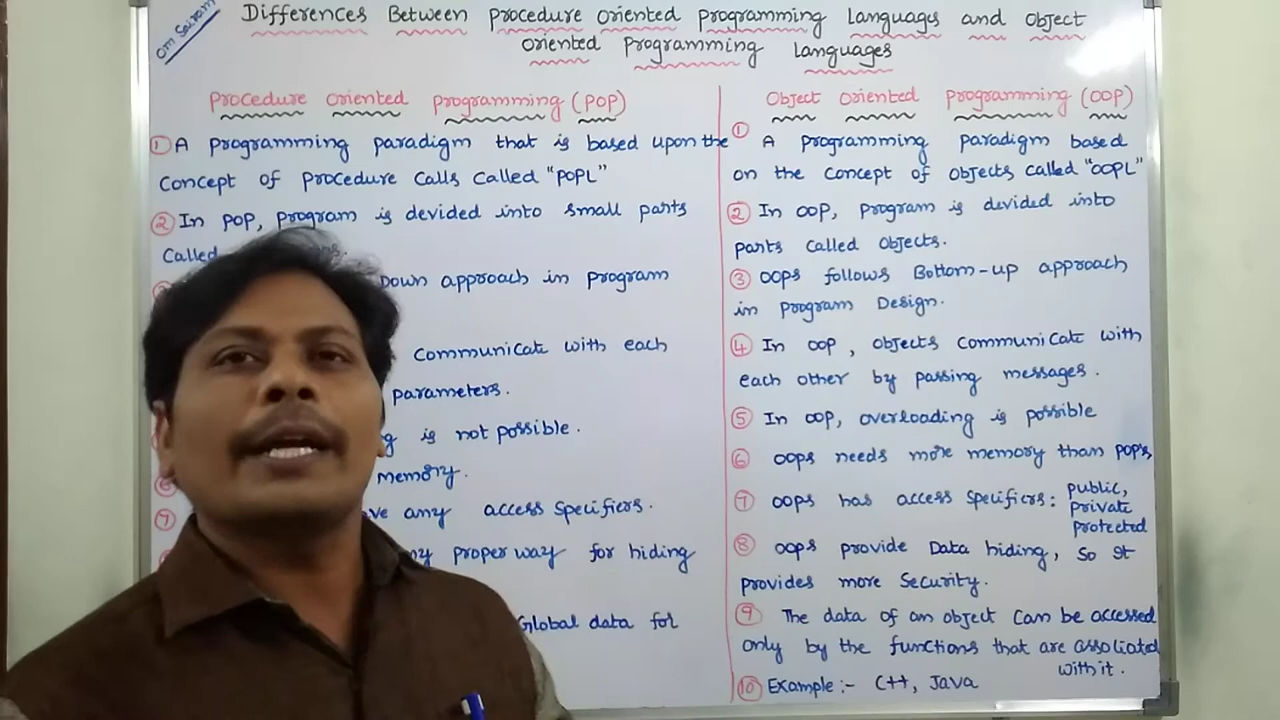 om Sairam
Differences Between procedure oriented programming languages and object
oriented programming languages
Procedure oriented programming (POP)
① A programming paradigm that is based upon the
concept of procedure calls called "POPL"
② In POP, program is devided into small parts
called
Down approach in program
communicate with each
parameters.
is not possible.
⑥ memory.
⑦ any access specifiers.
proper way for hiding
Global data for
object oriented programming (OOP)
① A programming paradigm based
on the concept of objects called "OOPL"
② In OOP, program is devided into
parts called objects.
③ OOPS follows Bottom-up approach
in program Design.
④ In OOP, objects communicate with
each other by passing messages.
⑤ In OOP, overloading is possible
⑥ OOPS needs more memory than POP's
⑦ OOPS has access specifiers: public,
private
protected
⑧ OOPS provide Data hiding, so it
provides more security.
⑨ The data of an object can be accessed
only by the functions that are associated
with it.
⑩ Example:- C++, Java